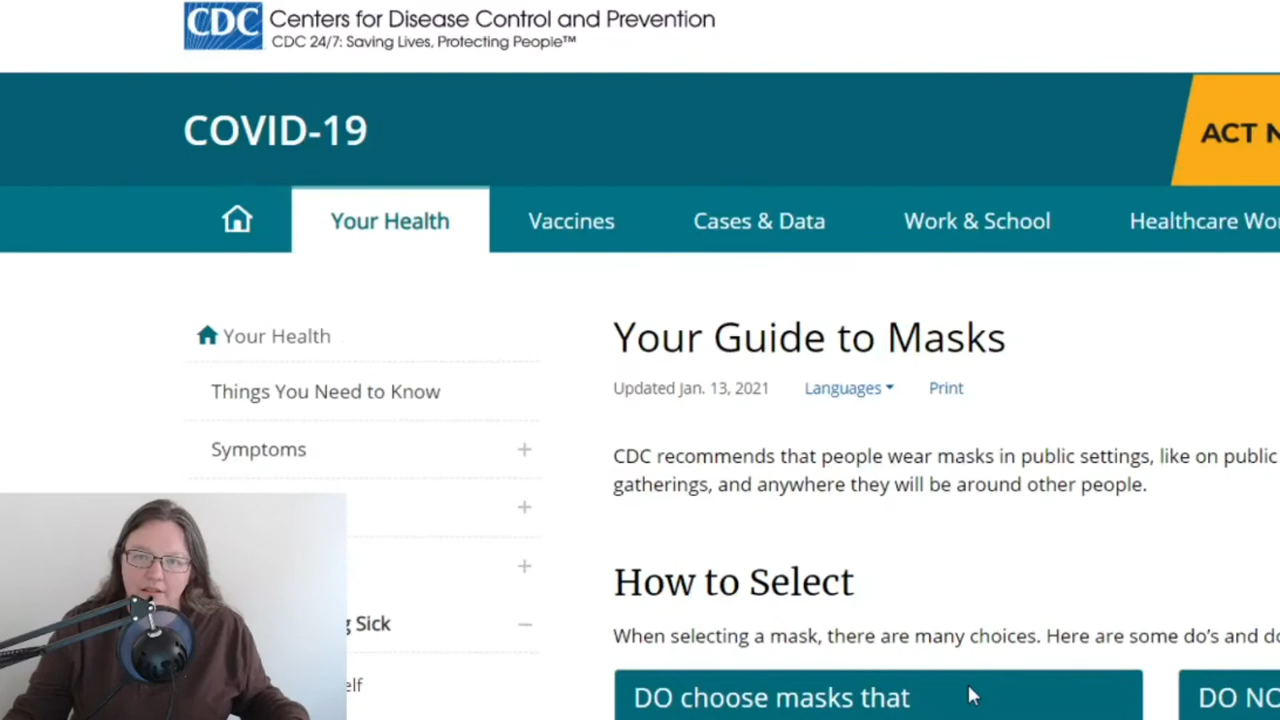 CDC
Centers for Disease Control and Prevention
CDC 24/7: Saving Lives, Protecting People™
COVID-19
ACT N
Your Health
Vaccines
Cases & Data
Work & School
Healthcare Wo
Your Health
Things You Need to Know
Symptoms
g Sick
elf
Your Guide to Masks
Updated Jan. 13, 2021 Languages Print
CDC recommends that people wear masks in public settings, like on public
gatherings, and anywhere they will be around other people.
How to Select
When selecting a mask, there are many choices. Here are some do's and do
DO choose masks that
DO NO